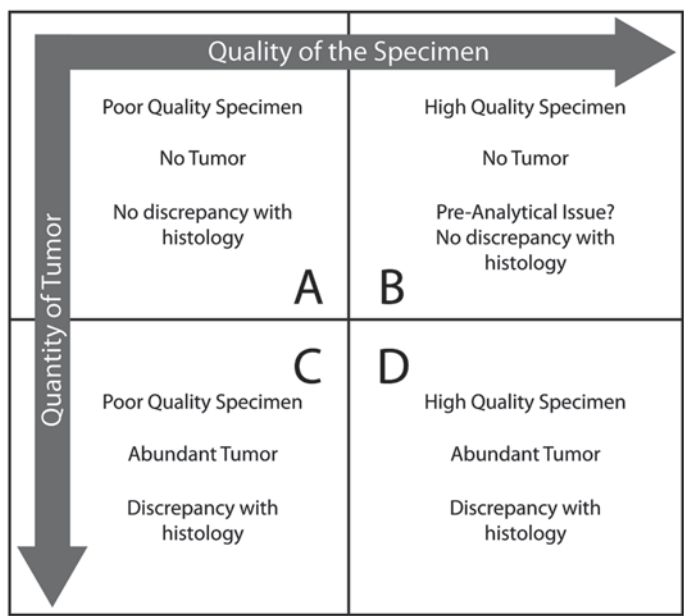 Quality of the Specimen
Quantity of Tumor
Poor Quality Specimen
No Tumor
No discrepancy with
histology
A
High Quality Specimen
No Tumor
Pre-Analytical Issue?
No discrepancy with
histology
B
C
Poor Quality Specimen
Abundant Tumor
Discrepancy with
histology
D
High Quality Specimen
Abundant Tumor
Discrepancy with
histology